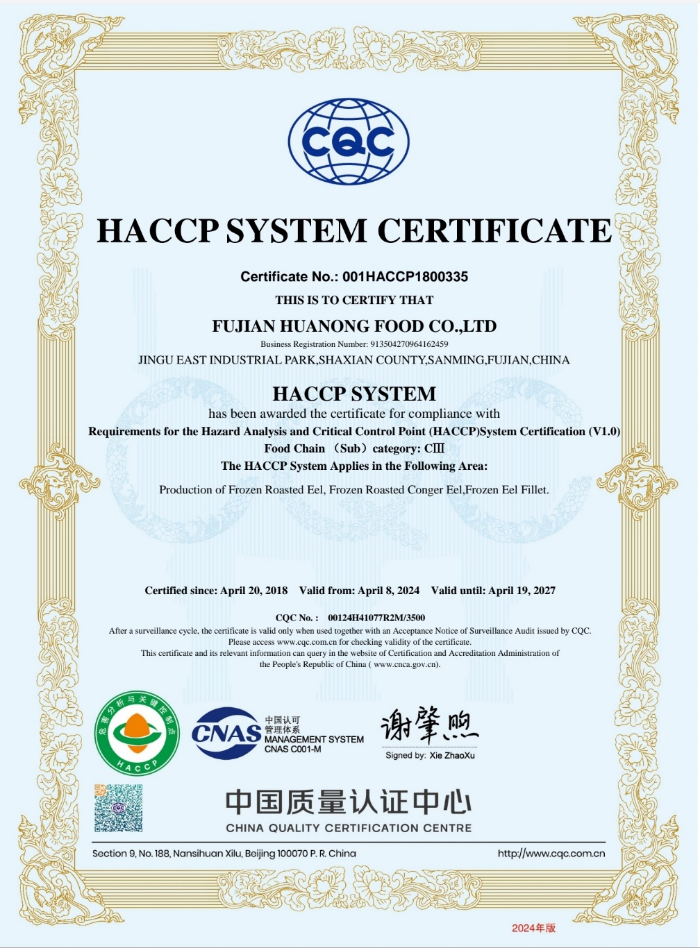 CQC
HACCP SYSTEM CERTIFICATE
Certificate No.: 001HACCP1800335
THIS IS TO CERTIFY THAT
FUJIAN HUANONG FOOD CO.,LTD
Business Registration Number: 913504270964162459
JINGU EAST INDUSTRIAL PARK,SHAXIAN COUNTY,SANMING,FUJIAN,CHINA
HACCP SYSTEM
has been awarded the certificate for compliance with
Requirements for the Hazard Analysis and Critical Control Point (HACCP)System Certification (V1.0)
Food Chain （Sub）category: CⅢ
The HACCP System Applies in the Following Area:
Production of Frozen Roasted Eel, Frozen Roasted Conger Eel,Frozen Eel Fillet.
Certified since: April 20, 2018 Valid from: April 8, 2024 Valid until: April 19, 2027
CQC No. : 00124H41077R2M/3500
After a surveillance cycle, the certificate is valid only when used together with an Acceptance Notice of Surveillance Audit issued by CQC.
Please access www.cqc.com.cn for checking validity of the certificate.
This certificate and its relevant information can query in the website of Certification and Accreditation Administration of
the People's Republic of China ( www.cnca.gov.cn).
危害分析与关键控制点
HACCP
CNAS
中国认可
管理体系
MANAGEMENT SYSTEM
CNAS C001-M
谢肇煦
Signed by: Xie ZhaoXu
中国质量认证中心
CHINA QUALITY CERTIFICATION CENTRE
Section 9, No. 188, Nansihuan Xilu, Beijing 100070 P. R. China
http://www.cqc.com.cn
2024年版